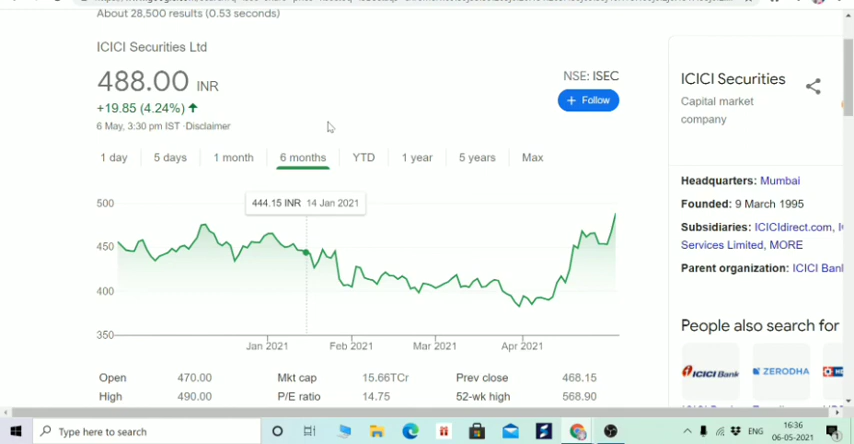 About 28,500 results (0.53 seconds)
ICICI Securities Ltd
488.00 INR
+19.85 (4.24%)
6 May, 3:30 pm IST · Disclaimer
NSE: ISEC
+ Follow
1 day 5 days 1 month 6 months YTD 1 year 5 years Max
444.15 INR 14 Jan 2021
500
450
400
350
Jan 2021 Feb 2021 Mar 2021 Apr 2021
Open 470.00 Mkt cap 15.66TCr Prev close 468.15
High 490.00 P/E ratio 14.75 52-wk high 568.90
ICICI Securities
Capital market
company
Headquarters: Mumbai
Founded: 9 March 1995
Subsidiaries: ICICIdirect.com,
Services Limited, MORE
Parent organization: ICICI Ban
People also search for
ICICI Bank ZERODHA
Type here to search
ENG
16:36
06-05-2021